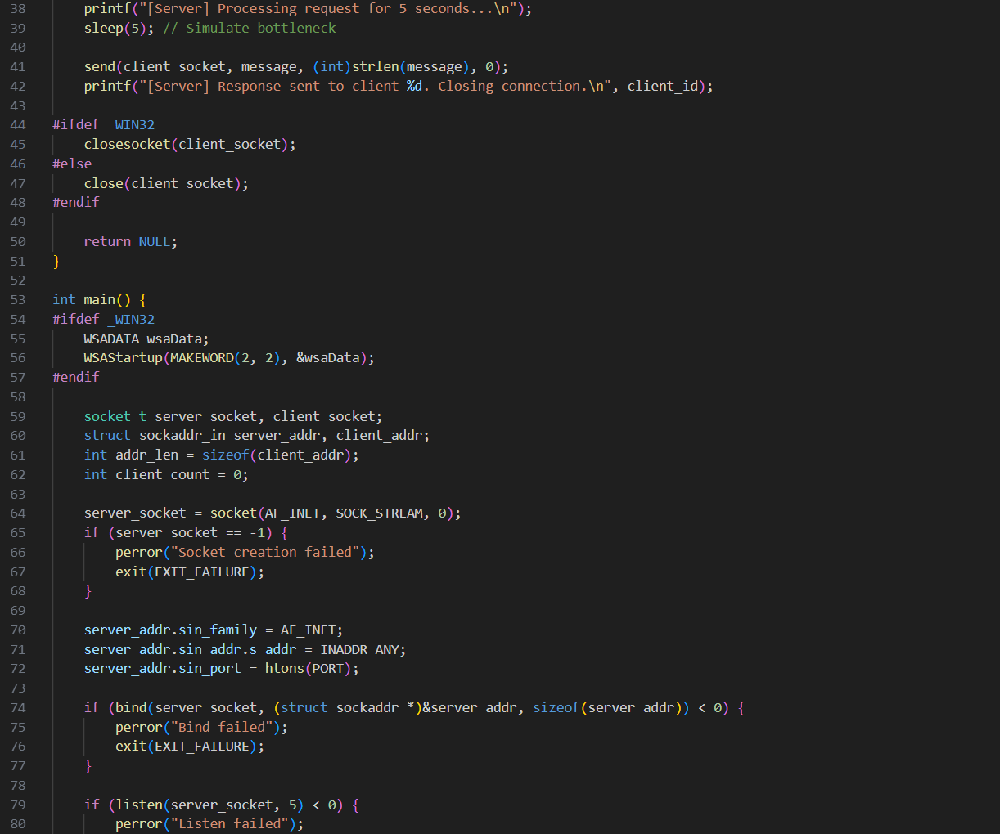 38 printf("[Server] Processing request for 5 seconds...\n");
39 sleep(5); // Simulate bottleneck
40
41 send(client_socket, message, (int)strlen(message), 0);
42 printf("[Server] Response sent to client %d. Closing connection.\n", client_id);
43
44 #ifdef _WIN32
45 closesocket(client_socket);
46 #else
47 close(client_socket);
48 #endif
49
50 return NULL;
51 }
52
53 int main() {
54 #ifdef _WIN32
55 WSADATA wsaData;
56 WSAStartup(MAKEWORD(2, 2), &wsaData);
57 #endif
58
59 socket_t server_socket, client_socket;
60 struct sockaddr_in server_addr, client_addr;
61 int addr_len = sizeof(client_addr);
62 int client_count = 0;
63
64 server_socket = socket(AF_INET, SOCK_STREAM, 0);
65 if (server_socket == -1) {
66 perror("Socket creation failed");
67 exit(EXIT_FAILURE);
68 }
69
70 server_addr.sin_family = AF_INET;
71 server_addr.sin_addr.s_addr = INADDR_ANY;
72 server_addr.sin_port = htons(PORT);
73
74 if (bind(server_socket, (struct sockaddr *)&server_addr, sizeof(server_addr)) < 0) {
75 perror("Bind failed");
76 exit(EXIT_FAILURE);
77 }
78
79 if (listen(server_socket, 5) < 0) {
80 perror("Listen failed");